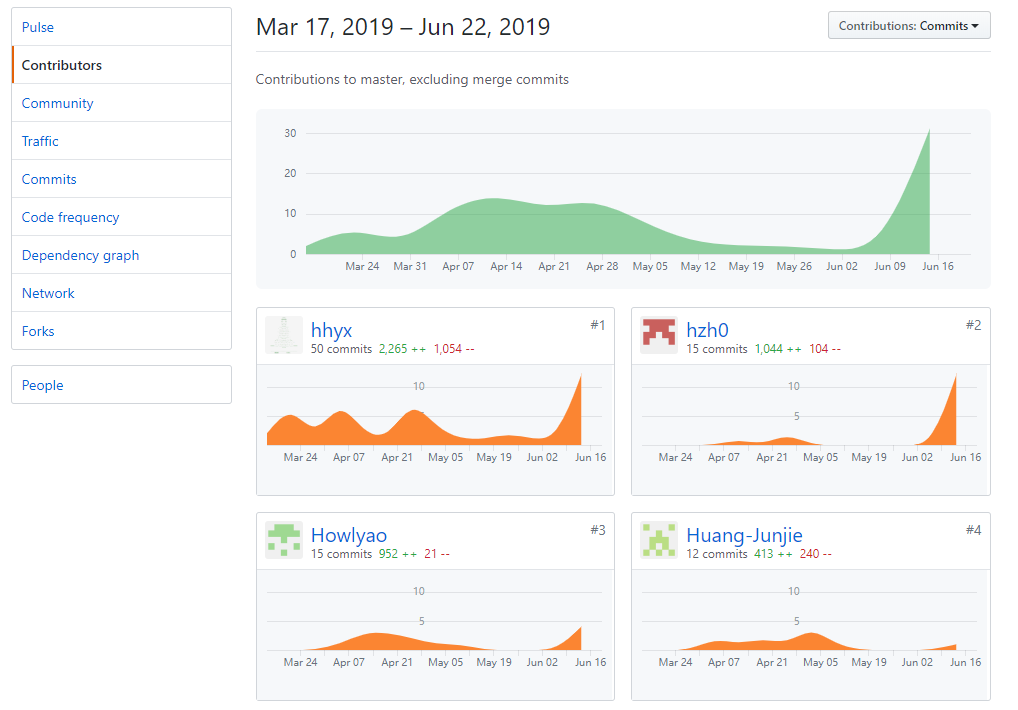 Pulse
Contributors
Community
Traffic
Commits
Code frequency
Dependency graph
Network
Forks
People
Mar 17, 2019 – Jun 22, 2019
Contributions: Commits
Contributions to master, excluding merge commits
30
20
10
0
Mar 24 Mar 31 Apr 07 Apr 14 Apr 21 Apr 28 May 05 May 12 May 19 May 26 Jun 02 Jun 09 Jun 16
hhyx #1
50 commits 2,265 ++ 1,054 --
10
Mar 24 Apr 07 Apr 21 May 05 May 19 Jun 02 Jun 16
hzh0 #2
15 commits 1,044 ++ 104 --
10
5
Mar 24 Apr 07 Apr 21 May 05 May 19 Jun 02 Jun 16
Howlyao #3
15 commits 952 ++ 21 --
10
5
Mar 24 Apr 07 Apr 21 May 05 May 19 Jun 02 Jun 16
Huang-Junjie #4
12 commits 413 ++ 240 --
10
5
Mar 24 Apr 07 Apr 21 May 05 May 19 Jun 02 Jun 16